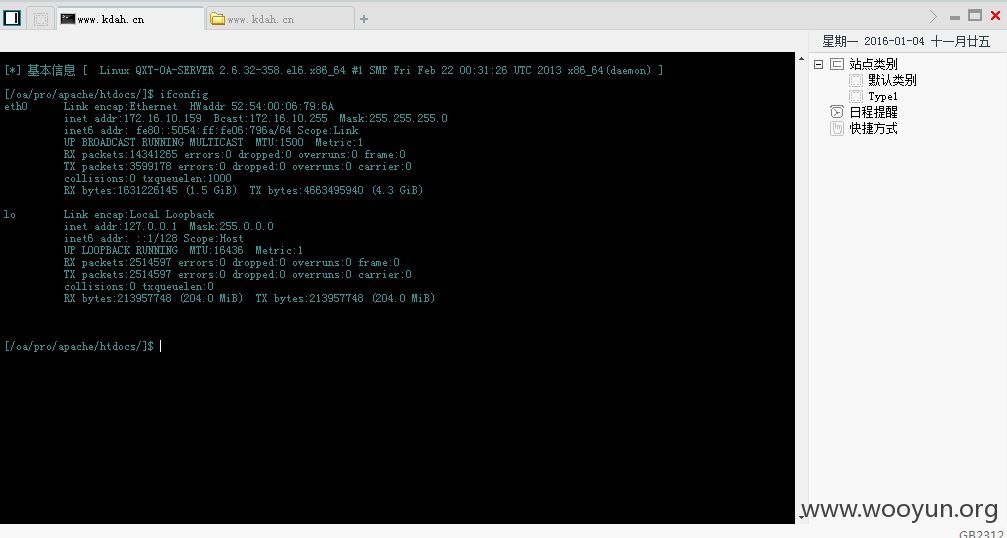 www.kdah.cn
www.kdah.cn
星期一 2016-01-04 十一月廿五
[*] 基本信息 [ Linux QXT-OA-SERVER 2.6.32-358.el6.x86_64 #1 SMP Fri Feb 22 00:31:26 UTC 2013 x86_64(daemon) ]
[/oa/pro/apache/htdocs/]$ ifconfig
eth0 Link encap:Ethernet HWaddr 52:54:00:06:79:6A
inet addr:172.16.10.159 Bcast:172.16.10.255 Mask:255.255.255.0
inet6 addr: fe80::5054:ff:fe06:796a/64 Scope:Link
UP BROADCAST RUNNING MULTICAST MTU:1500 Metric:1
RX packets:14341265 errors:0 dropped:0 overruns:0 frame:0
TX packets:3599178 errors:0 dropped:0 overruns:0 carrier:0
collisions:0 txqueuelen:1000
RX bytes:1631226145 (1.5 GiB) TX bytes:4663495940 (4.3 GiB)
lo Link encap:Local Loopback
inet addr:127.0.0.1 Mask:255.0.0.0
inet6 addr: ::1/128 Scope:Host
UP LOOPBACK RUNNING MTU:16436 Metric:1
RX packets:2514597 errors:0 dropped:0 overruns:0 frame:0
TX packets:2514597 errors:0 dropped:0 overruns:0 carrier:0
collisions:0 txqueuelen:0
RX bytes:213957748 (204.0 MiB) TX bytes:213957748 (204.0 MiB)
[/oa/pro/apache/htdocs/]$
站点类别
默认类别
Type1
日程提醒
快捷方式
www.wooyun.org
GB2312